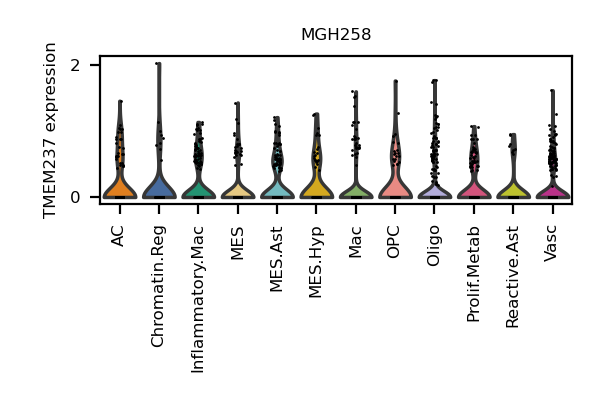 MGH258
TMEM237 expression
2
0
AC
Chromatin.Reg
Inflammatory.Mac
MES
MES.Ast
MES.Hyp
Mac
OPC
Oligo
Prolif.Metab
Reactive.Ast
Vasc